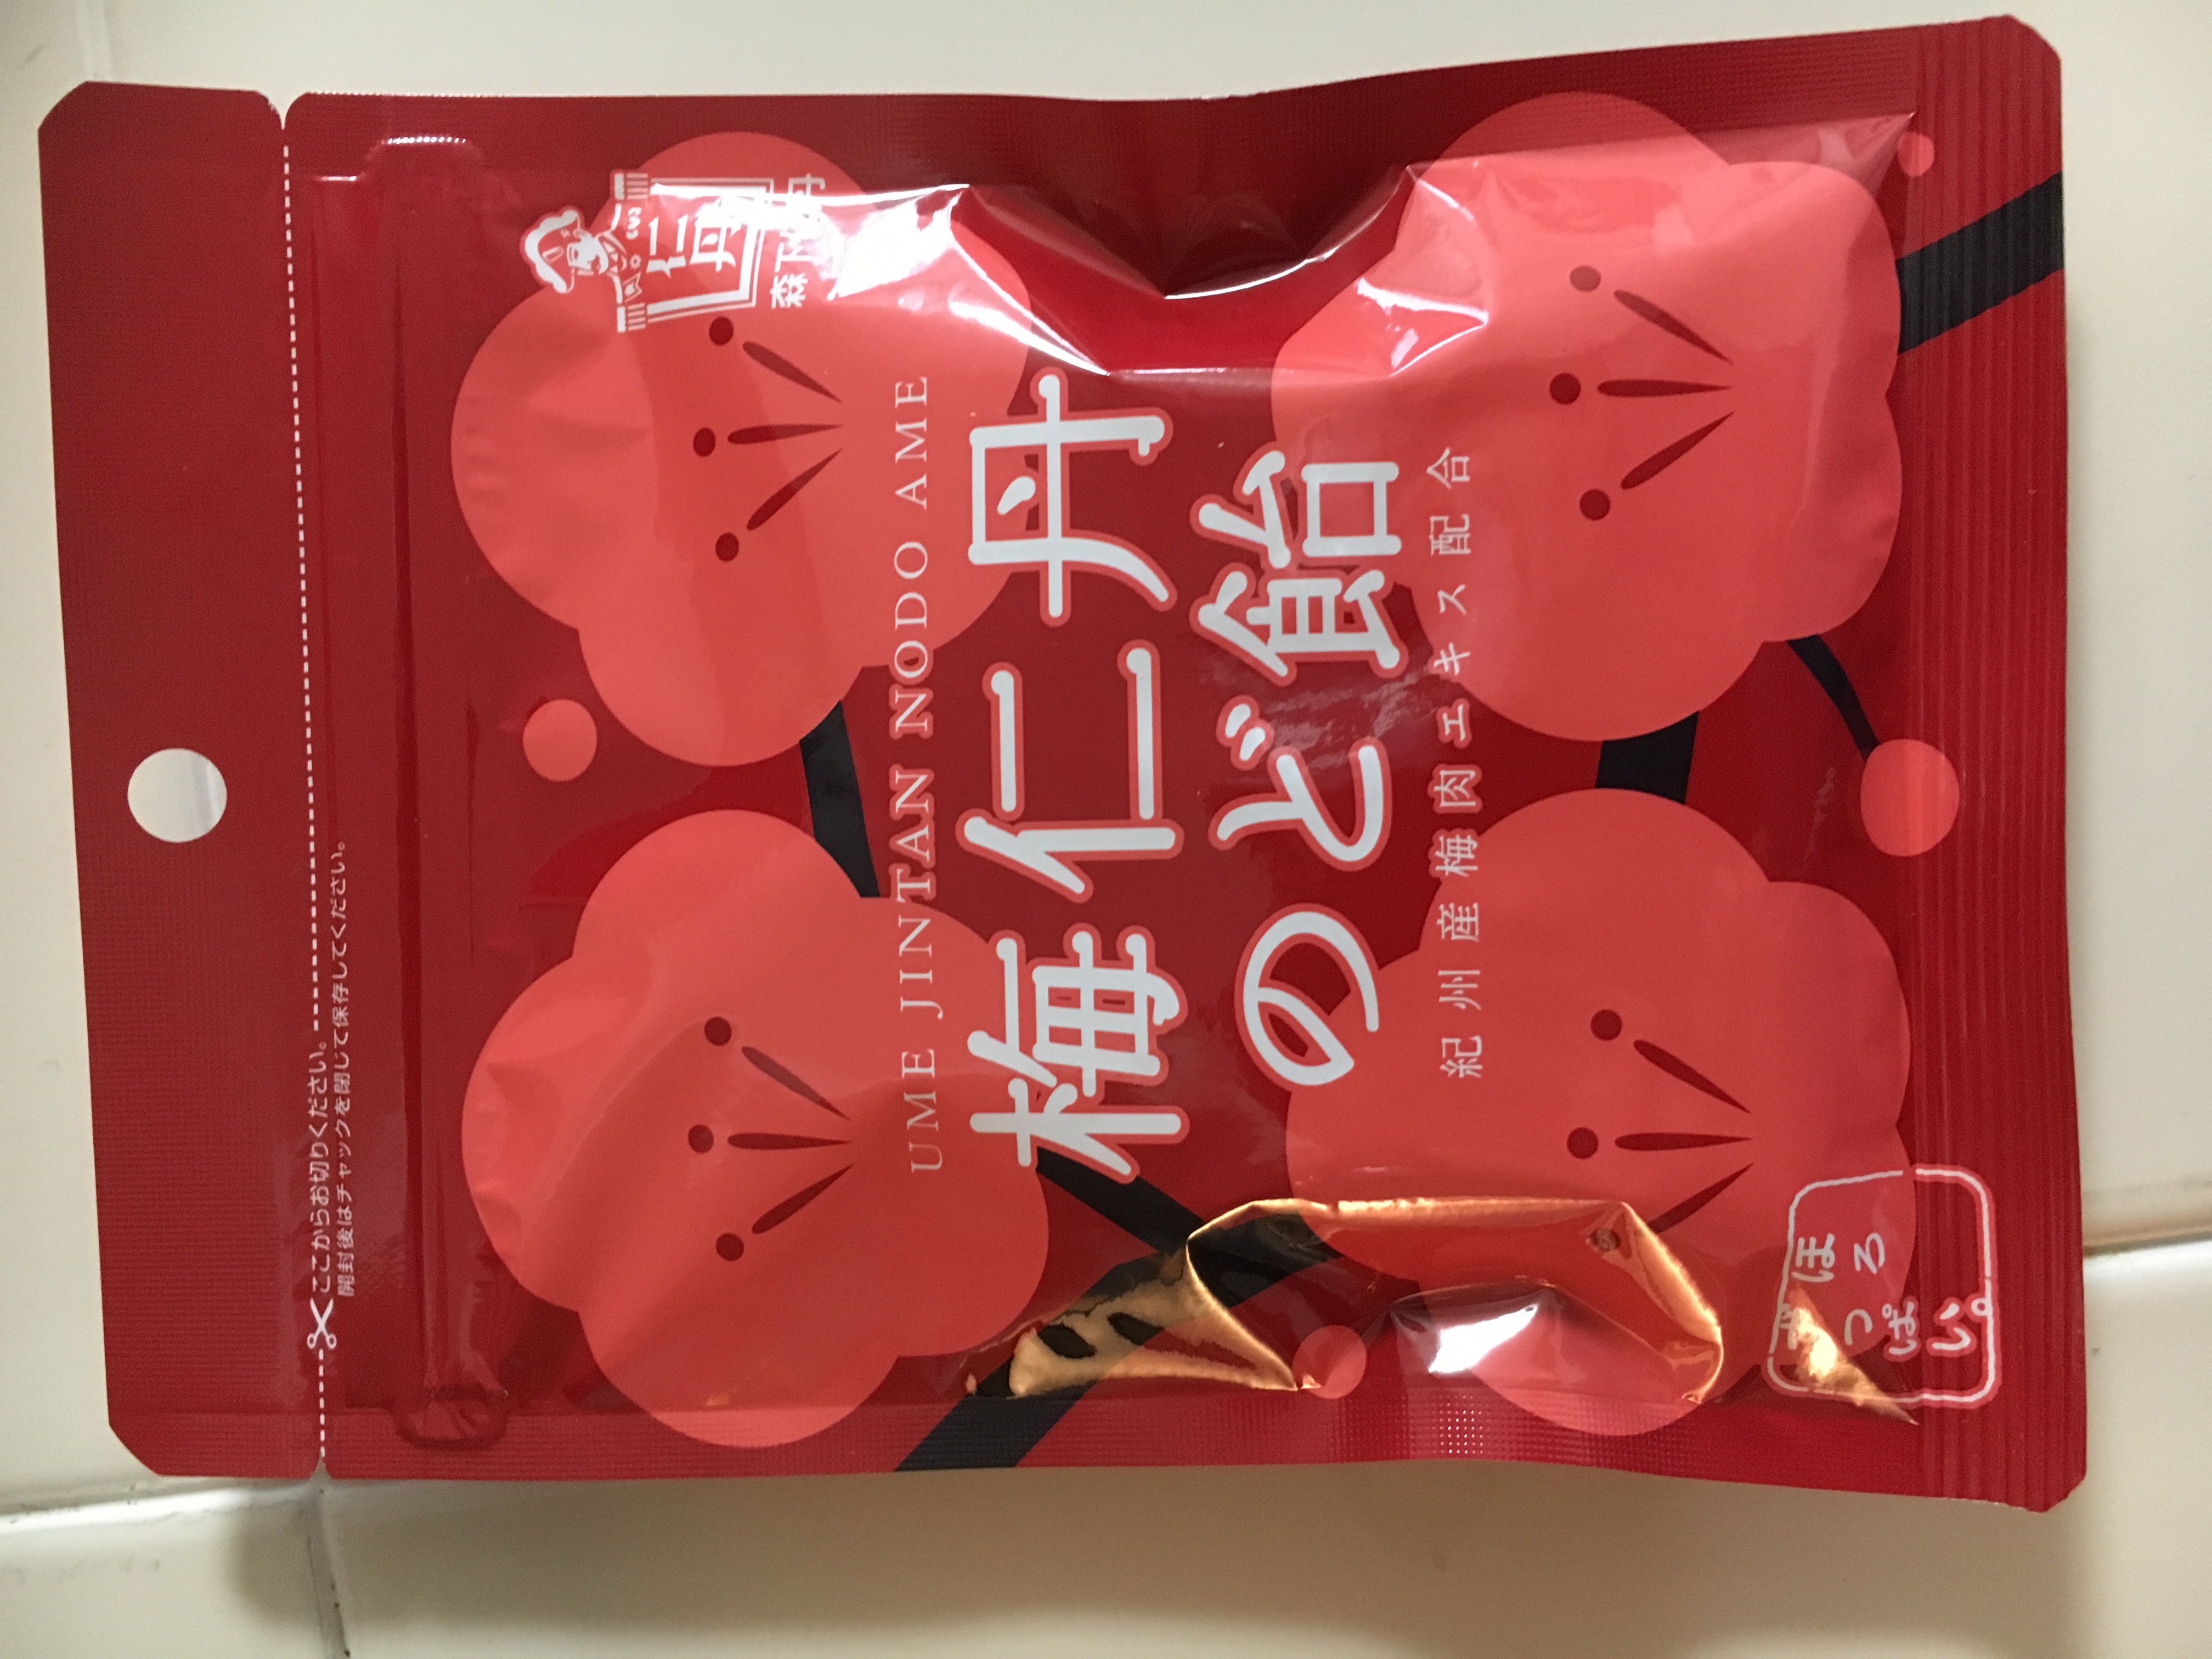 ここからお切りください。
開封後はチャックを閉じて保存してください。
仁丹
森下仁丹
UME JINTAN NODO AME
梅仁丹
のど飴
紀州産梅肉エキス配合
ほろ
ずっぱい。